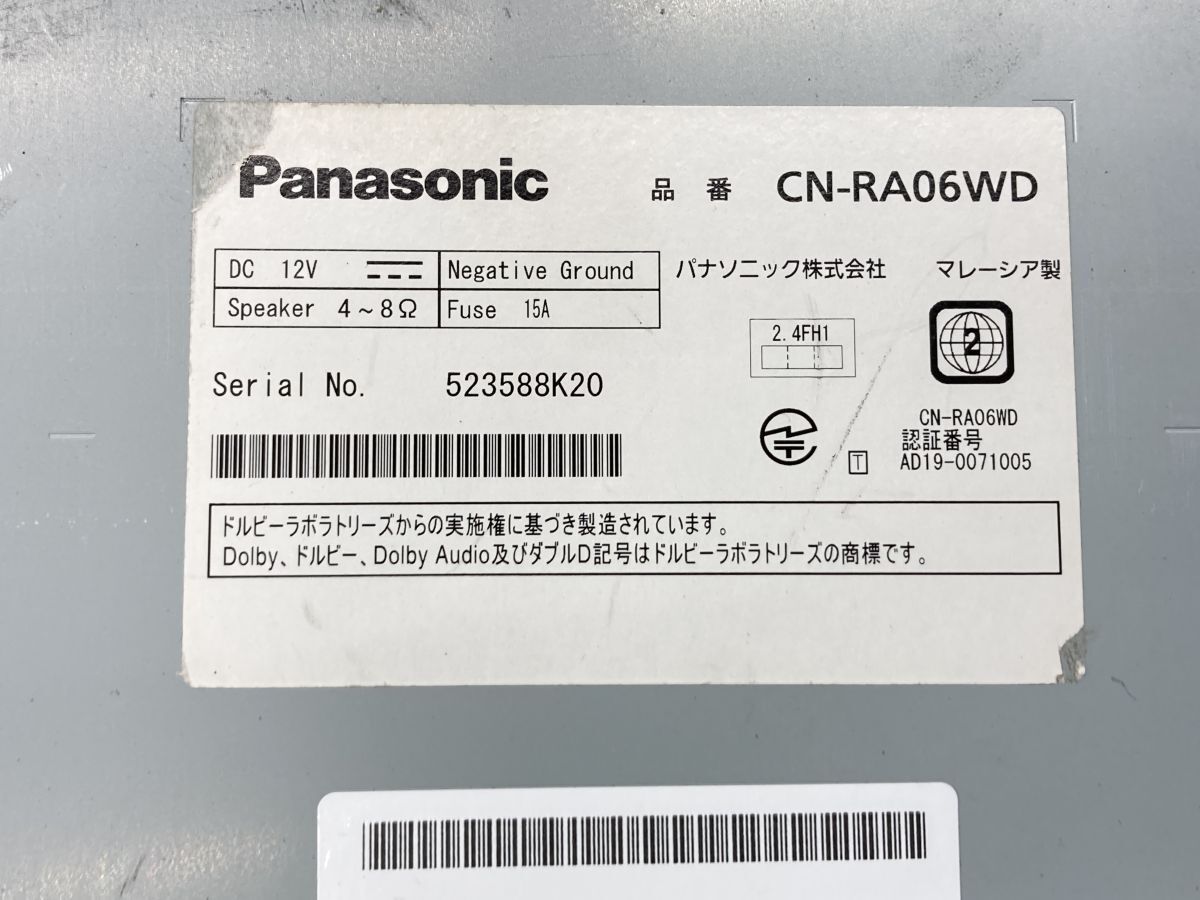 Panasonic 品番 CN-RA06WD
DC 12V Negative Ground
Speaker 4~8Ω Fuse 15A
パナソニック株式会社 マレーシア製
2.4FH1
2
Serial No. 523588K20
CN-RA06WD
認証番号
T AD19-0071005
ドルビーラボラトリーズからの実施権に基づき製造されています。
Dolby、ドルビー、Dolby Audio及びダブルD記号はドルビーラボラトリーズの商標です。